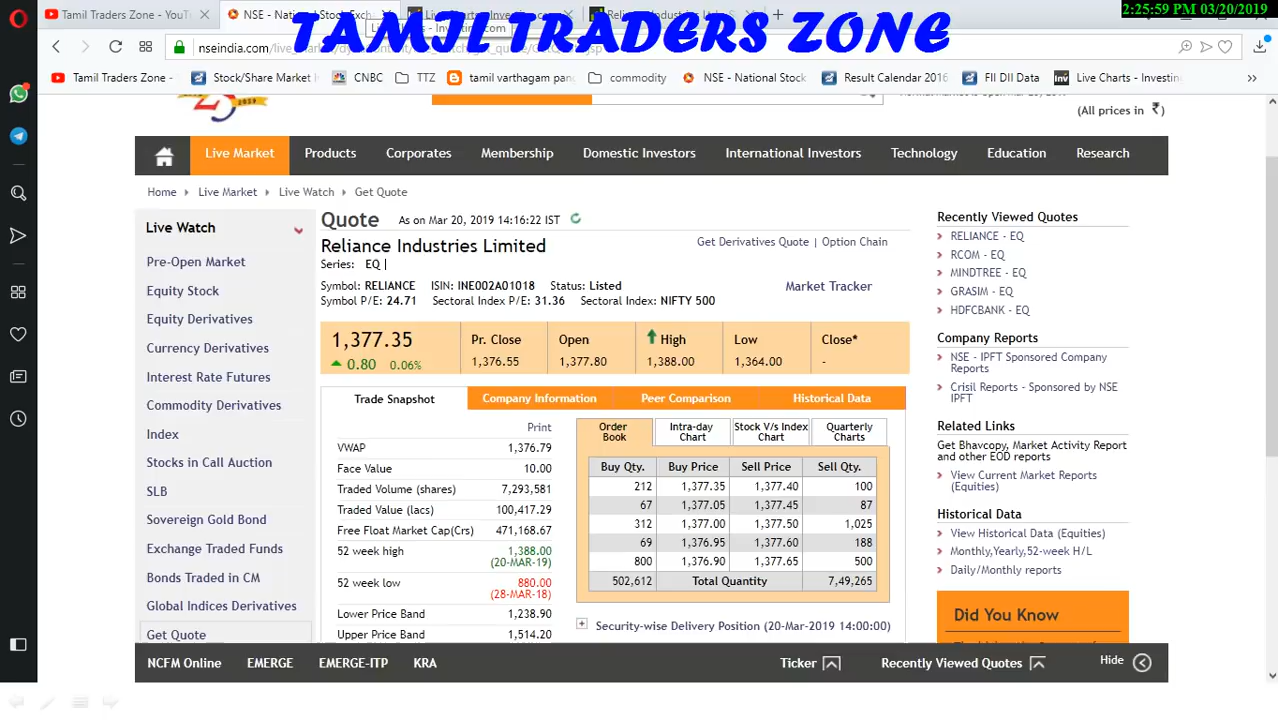 2:25:59 PM 03/20/2019
Tamil Traders Zone - YouT
NSE - National Stock Exch
TAMIL TRADERS ZONE
nseindia.com/live
Tamil Traders Zone -
Stock/Share Market
CNBC
TTZ
tamil varthagam pan
commodity
NSE - National Stock
Result Calendar 2016
FII DII Data
Live Charts - Investin
(All prices in ₹)
Live Market
Products
Corporates
Membership
Domestic Investors
International Investors
Technology
Education
Research
Home
Live Market
Live Watch
Get Quote
Live Watch
Pre-Open Market
Equity Stock
Equity Derivatives
Currency Derivatives
Interest Rate Futures
Commodity Derivatives
Index
Stocks in Call Auction
SLB
Sovereign Gold Bond
Exchange Traded Funds
Bonds Traded in CM
Global Indices Derivatives
Get Quote
Quote As on Mar 20, 2019 14:16:22 IST
Reliance Industries Limited
Get Derivatives Quote | Option Chain
Series: EQ |
Symbol: RELIANCE ISIN: INE002A01018 Status: Listed
Market Tracker
Symbol P/E: 24.71 Sectoral Index P/E: 31.36 Sectoral Index: NIFTY 500
1,377.35 Pr. Close Open High Low Close*
0.80 0.06% 1,376.55 1,377.80 1,388.00 1,364.00 -
Trade Snapshot
Company Information
Peer Comparison
Historical Data
Print
VWAP 1,376.79
Face Value 10.00
Traded Volume (shares) 7,293,581
Traded Value (lacs) 100,417.29
Free Float Market Cap(Crs) 471,168.67
52 week high 1,388.00
(20-MAR-19)
52 week low 880.00
(28-MAR-18)
Lower Price Band 1,238.90
Upper Price Band 1,514.20
Order Book
Intra-day Chart
Stock V/s Index Chart
Quarterly Charts
Buy Qty. Buy Price Sell Price Sell Qty.
212 1,377.35 1,377.40 100
67 1,377.05 1,377.45 87
312 1,377.00 1,377.50 1,025
69 1,376.95 1,377.60 188
800 1,376.90 1,377.65 500
502,612 Total Quantity 7,49,265
Security-wise Delivery Position (20-Mar-2019 14:00:00)
Recently Viewed Quotes
RELIANCE - EQ
RCOM - EQ
MINDTREE - EQ
GRASIM - EQ
HDFCBANK - EQ
Company Reports
NSE - IPFT Sponsored Company
Reports
Crisil Reports - Sponsored by NSE
IPFT
Related Links
Get Bhavcopy, Market Activity Report
and other EOD reports
View Current Market Reports
(Equities)
Historical Data
View Historical Data (Equities)
Monthly,Yearly,52-week H/L
Daily/Monthly reports
Did You Know
NCFM Online
EMERGE
EMERGE-ITP
KRA
Ticker
Recently Viewed Quotes
Hide